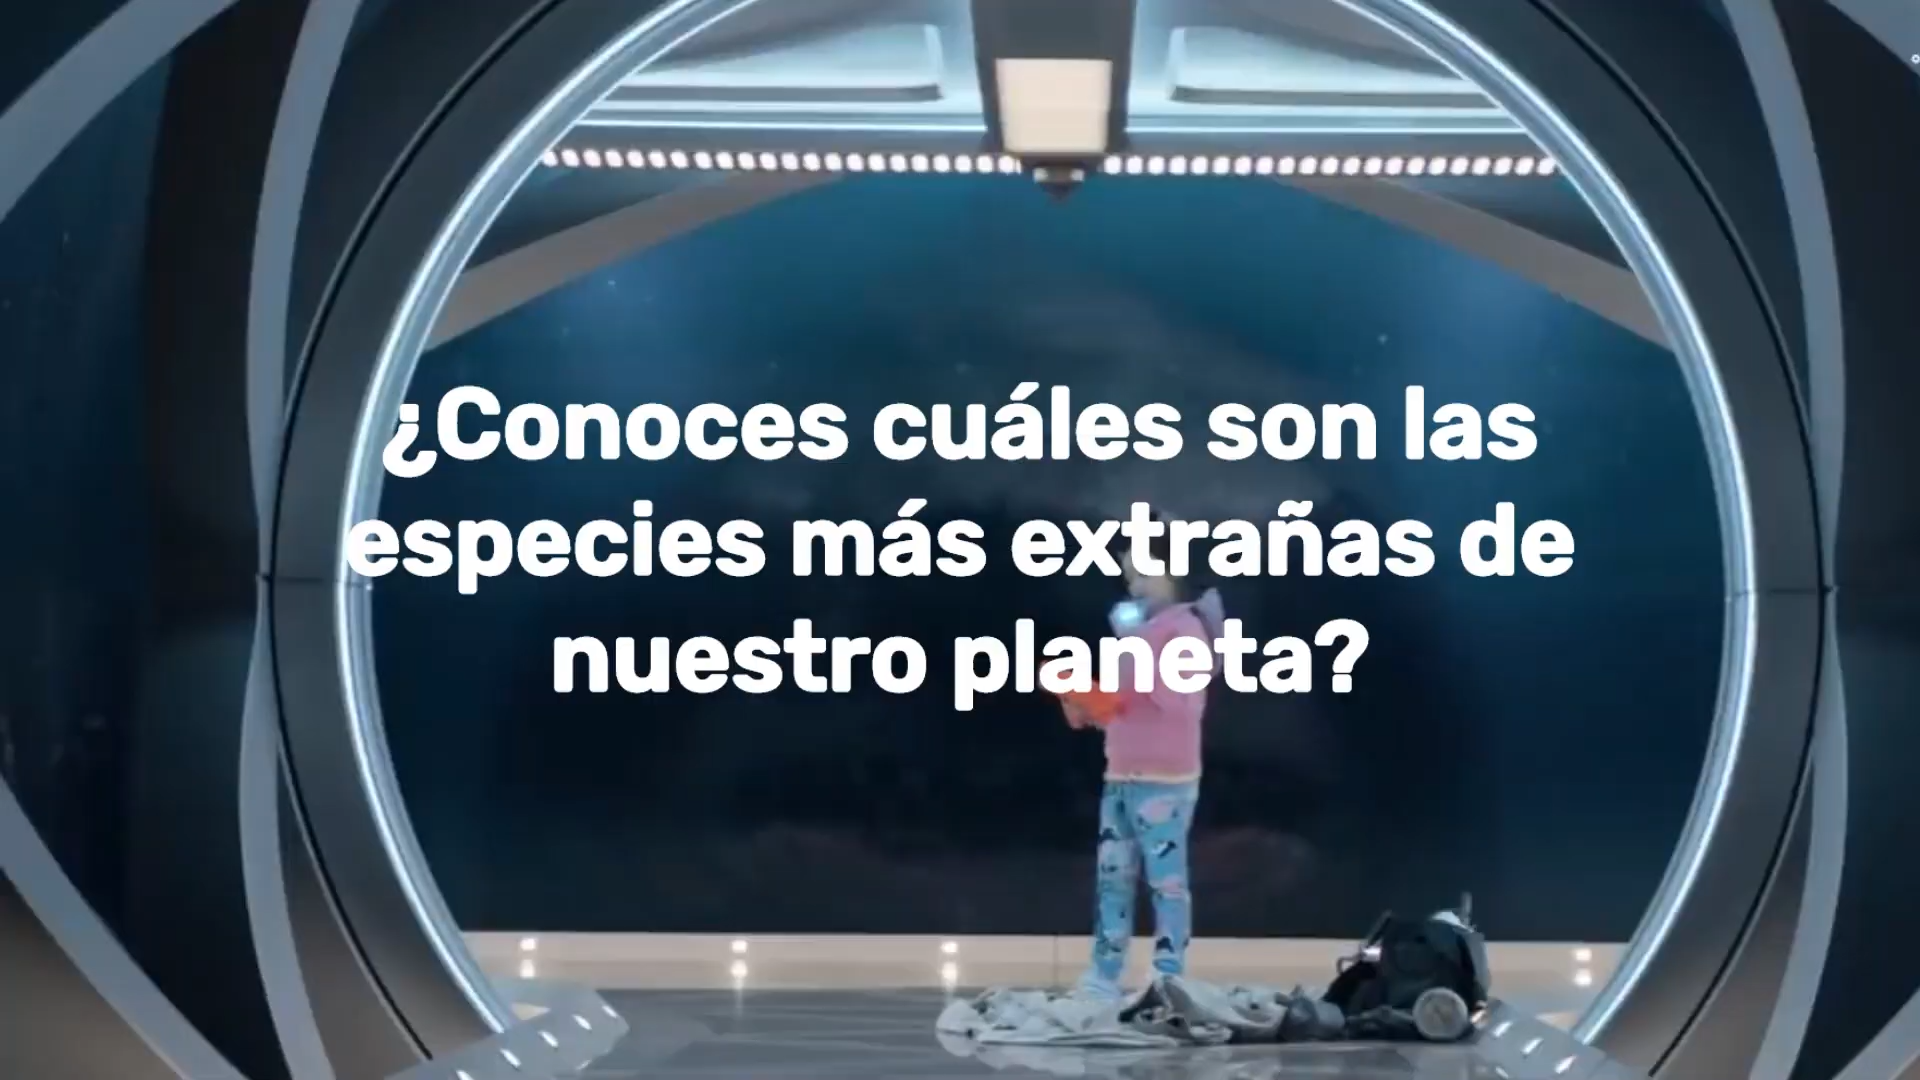 ¿Conoces cuáles son las
especies más extrañas de
nuestro planeta?